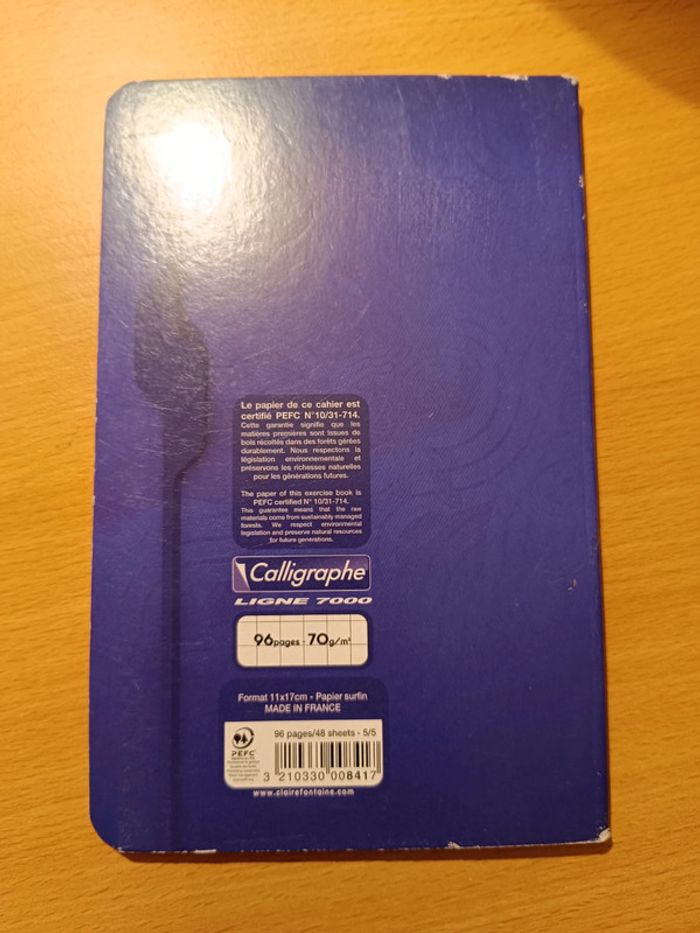 Le papier de ce cahier est
certifié PEFC N°10/31-714.
Cette garantie signifie que les
matières premières sont issues de
bois récoltés dans des forêts gérées
durablement. Nous respectons la
législation environnementale et
préservons les richesses naturelles
pour les générations futures.
The paper of this exercise book is
PEFC certified N° 10/31-714.
This guarantee means that the raw
materials come from sustainably managed
forests. We respect environmental
legislation and preserve natural resources
for future generations.
Calligraphe
LIGNE 7000
96pages - 70g/m²
Format 11x17cm - Papier surfin
MADE IN FRANCE
96 pages/48 sheets - 5/5
PEFC
3 210330 008417
www.clairefontaine.com